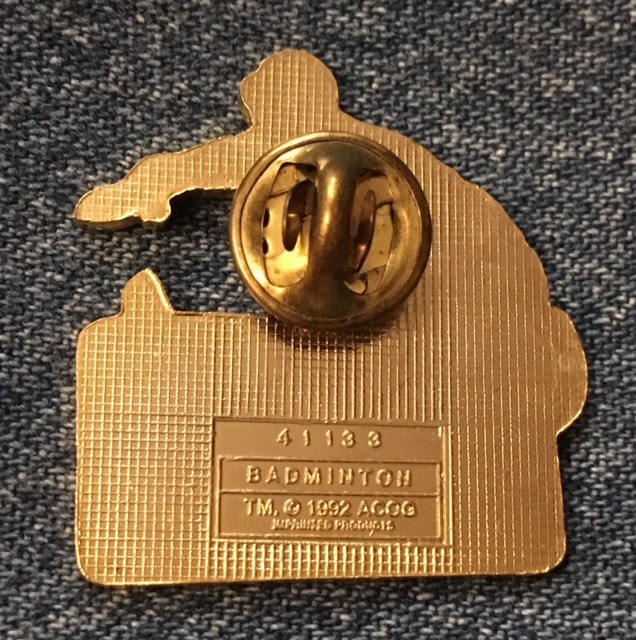 41133
BADMINTON
TM, © 1992 ACOG
IMPRINTED PRODUCTS